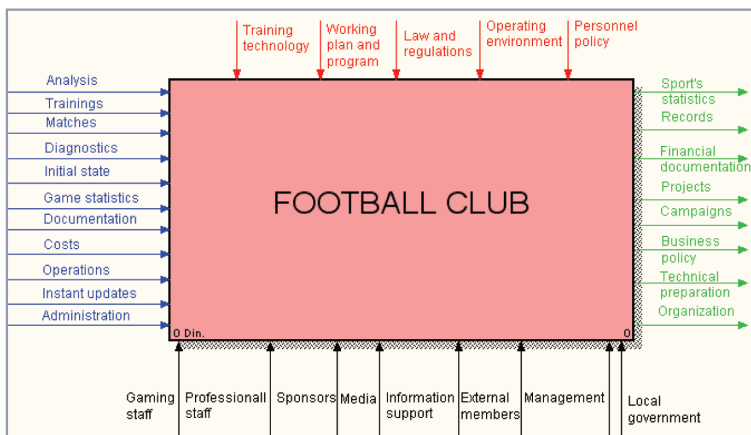 Training
technology
Working
plan and
program
Law and
regulations
Operating
environment
Personnel
policy
Analysis
Trainings
Matches
Diagnostics
Initial state
Game statistics
Documentation
Costs
Operations
Instant updates
Administration
FOOTBALL CLUB
0 Din.
0
Sport's
statistics
Records
Financial
documentation
Projects
Campaigns
Business
policy
Technical
preparation
Organization
Gaming
staff
Professionall
staff
Sponsors
Media
Information
support
External
members
Management
Local
government